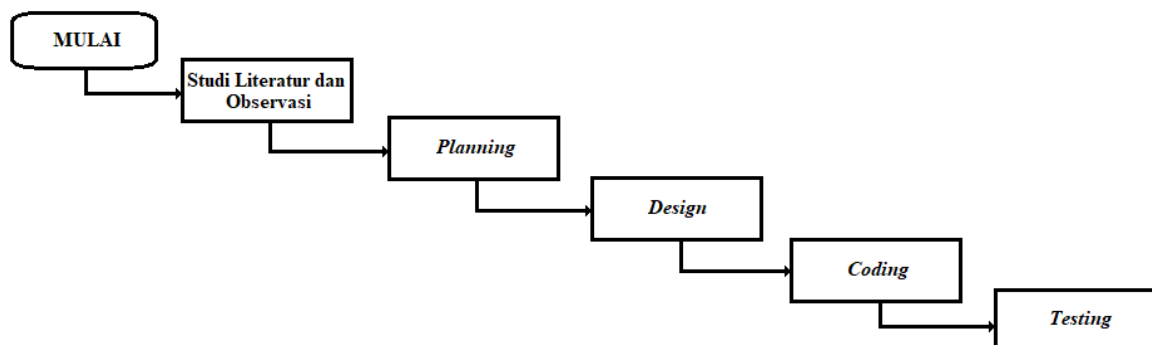 MULAI
Studi Literatur dan
Observasi
Planning
Design
Coding
Testing